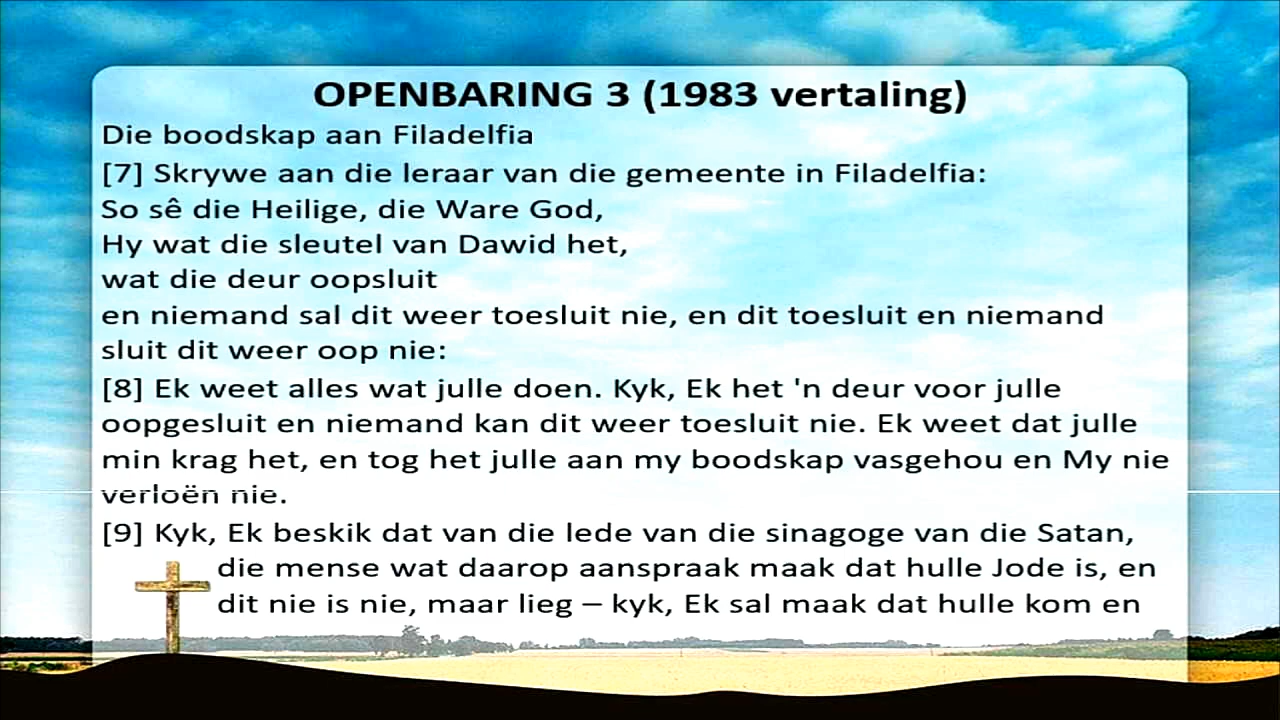 OPENBARING 3 (1983 vertaling)
Die boodskap aan Filadelfia
[7] Skrywe aan die leraar van die gemeente in Filadelfia:
So sê die Heilige, die Ware God,
Hy wat die sleutel van Dawid het,
wat die deur oopsluit
en niemand sal dit weer toesluit nie, en dit toesluit en niemand
sluit dit weer oop nie:
[8] Ek weet alles wat julle doen. Kyk, Ek het 'n deur voor julle
oopgesluit en niemand kan dit weer toesluit nie. Ek weet dat julle
min krag het, en tog het julle aan my boodskap vasgehou en My nie
verloën nie.
[9] Kyk, Ek beskik dat van die lede van die sinagoge van die Satan,
die mense wat daarop aanspraak maak dat hulle Jode is, en
dit nie is nie, maar lieg – kyk, Ek sal maak dat hulle kom en